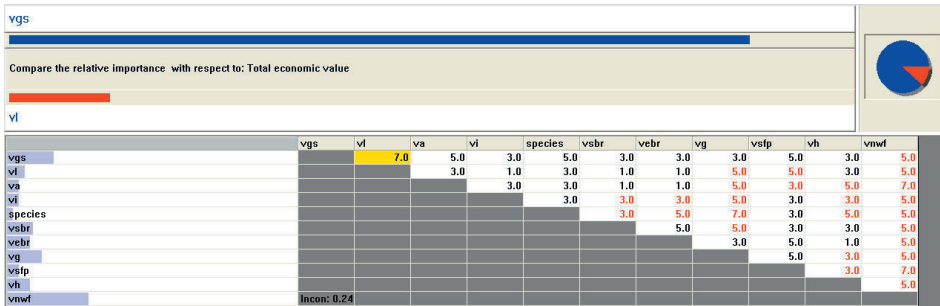 vgs
Compare the relative importance with respect to: Total economic value
vl
vgs vl va vi species vsbr vebr vg vsfp vh vnwf
vgs 7.0 5.0 3.0 5.0 3.0 3.0 3.0 5.0 3.0 5.0
vl 3.0 1.0 3.0 1.0 1.0 5.0 5.0 3.0 5.0
va 3.0 3.0 1.0 1.0 5.0 3.0 5.0 7.0
vi 3.0 3.0 3.0 5.0 3.0 3.0 5.0
species 3.0 5.0 7.0 3.0 5.0 5.0
vsbr 5.0 5.0 3.0 3.0 5.0
vebr 3.0 5.0 1.0 5.0
vg 5.0 3.0 5.0
vsfp 3.0 7.0
vh 5.0
vnwf Incon: 0.24